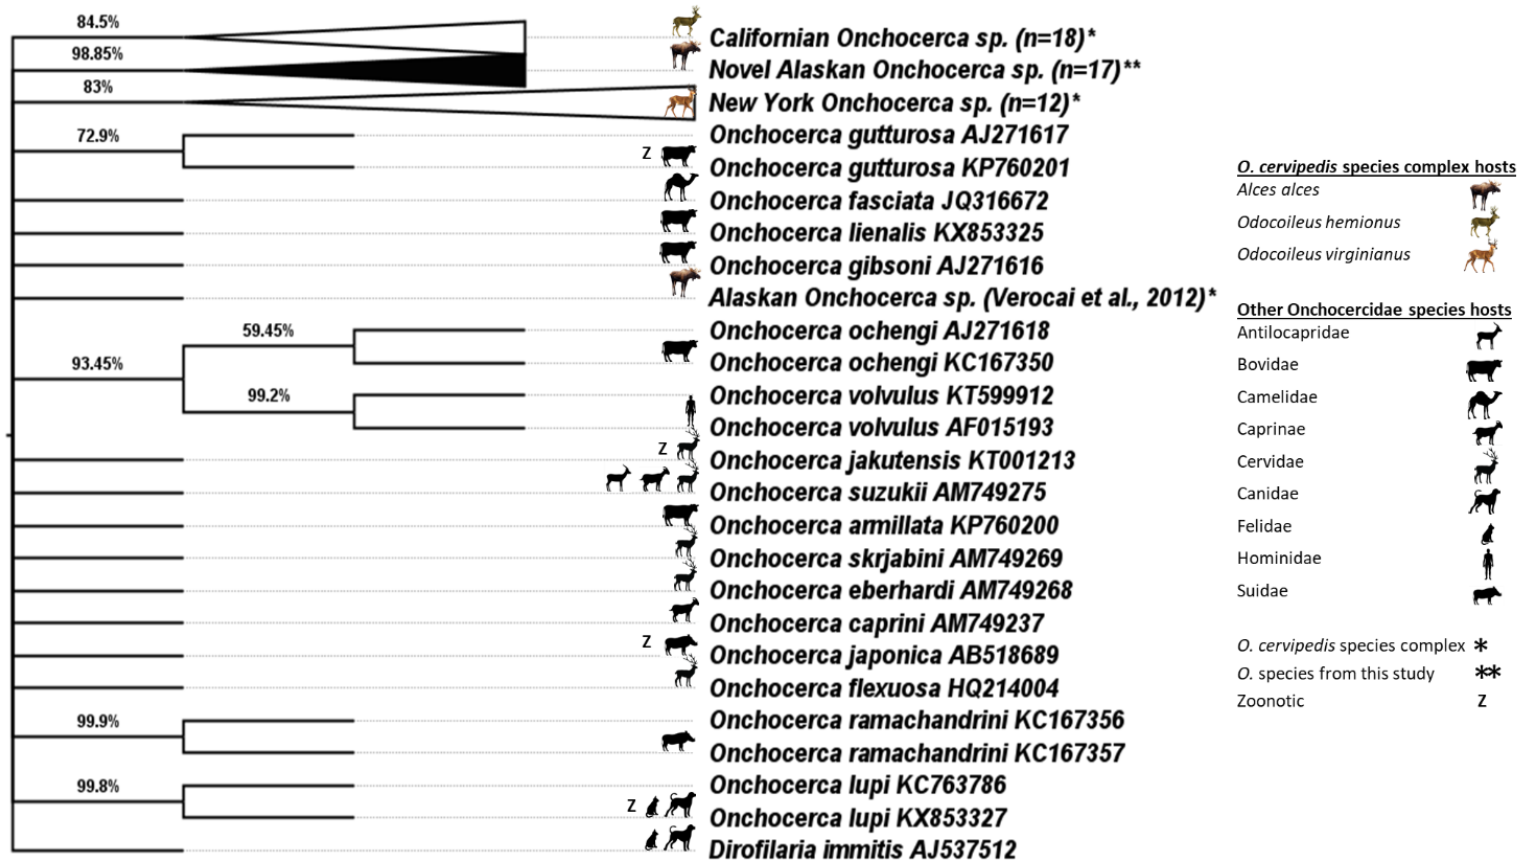 84.5%
Californian Onchocerca sp. (n=18)*
98.85%
Novel Alaskan Onchocerca sp. (n=17)**
83%
New York Onchocerca sp. (n=12)*
72.9%
Onchocerca gutturosa AJ271617
Z
Onchocerca gutturosa KP760201
Onchocerca fasciata JQ316672
Onchocerca lienalis KX853325
Onchocerca gibsoni AJ271616
Alaskan Onchocerca sp. (Verocai et al., 2012)*
59.45%
Onchocerca ochengi AJ271618
93.45%
Onchocerca ochengi KC167350
99.2%
Onchocerca volvulus KT599912
Onchocerca volvulus AF015193
Z
Onchocerca jakutensis KT001213
Onchocerca suzukii AM749275
Onchocerca armillata KP760200
Onchocerca skrjabini AM749269
Onchocerca eberhardi AM749268
Onchocerca caprini AM749237
Z
Onchocerca japonica AB518689
Onchocerca flexuosa HQ214004
99.9%
Onchocerca ramachandrini KC167356
Onchocerca ramachandrini KC167357
99.8%
Onchocerca lupi KC763786
Z
Onchocerca lupi KX853327
Dirofilaria immitis AJ537512
O. cervipedis species complex hosts
Alces alces
Odocoileus hemionus
Odocoileus virginianus
Other Onchocercidae species hosts
Antilocapridae
Bovidae
Camelidae
Caprinae
Cervidae
Canidae
Felidae
Hominidae
Suidae
O. cervipedis species complex *
O. species from this study **
Zoonotic Z